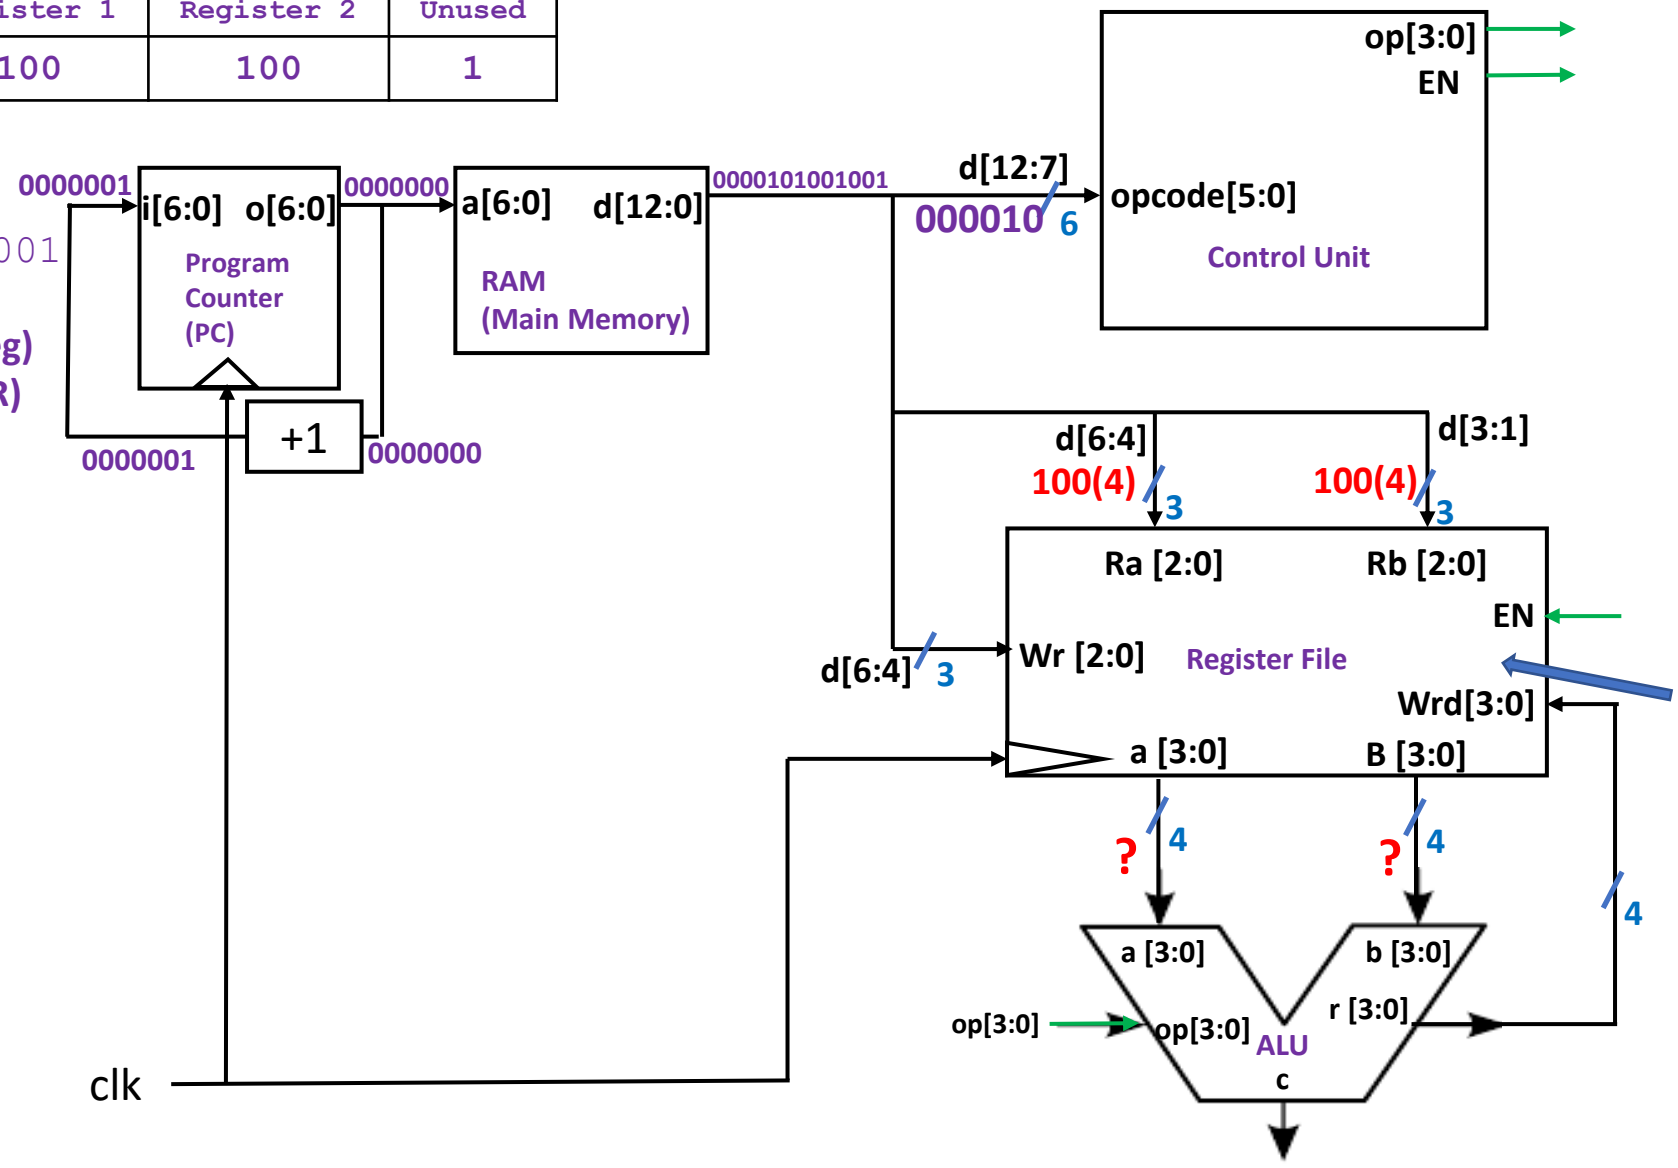 ister 1 Register 2 Unused
100 100 1
op[3:0]
EN
d[12:7]
000010 6
opcode[5:0]
Control Unit
0000001
i[6:0] o[6:0]
0000000
a[6:0] d[12:0]
0000101001001
001
Program
Counter
(PC)
RAM
(Main Memory)
g)
R)
+1
0000001
0000000
d[6:4]
100(4)
3
d[3:1]
100(4)
3
Ra [2:0] Rb [2:0]
EN
Wr [2:0] Register File
d[6:4] 3
Wrd[3:0]
a [3:0] B [3:0]
? 4
? 4
4
a [3:0] b [3:0]
r [3:0]
op[3:0] op[3:0]
ALU
c
clk